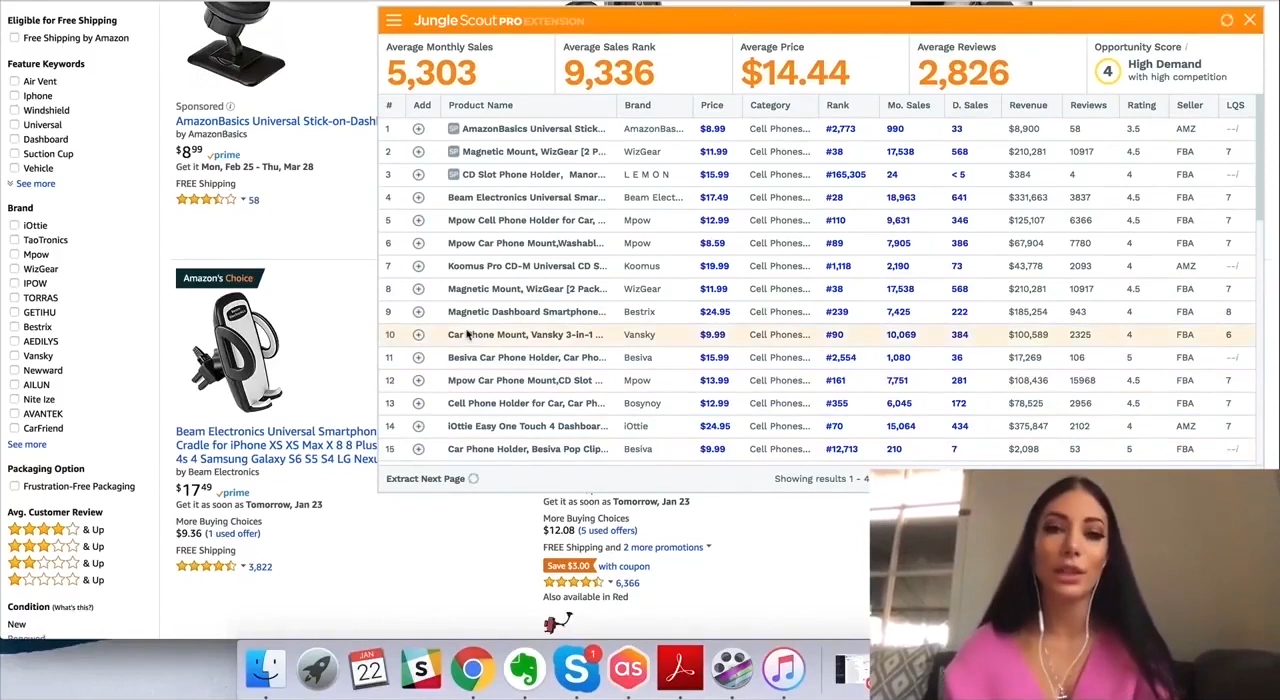 Eligible for Free Shipping
Free Shipping by Amazon
Feature Keywords
Air Vent
Iphone
Windshield
Universal
Dashboard
Suction Cup
Vehicle
See more
Brand
iOttie
TaoTronics
Mpow
WizGear
IPOW
TORRAS
GETIHU
Bestrix
AEDILYS
Vansky
Newward
AILUN
Nite Ize
AVANTEK
CarFriend
See more
Packaging Option
Frustration-Free Packaging
Avg. Customer Review
& Up
& Up
& Up
& Up
Condition (What's this?)
New
Renewed
Sponsored
AmazonBasics Universal Stick-on-Dash
by AmazonBasics
$8 99 prime
Get it Mon, Feb 25 - Thu, Mar 28
FREE Shipping
58
Amazon's Choice
Beam Electronics Universal Smartphon
Cradle for iPhone XS XS Max X 8 8 Plus
4s 4 Samsung Galaxy S6 S5 S4 LG Nexu
by Beam Electronics
$17 49 prime
Get it as soon as Tomorrow, Jan 23
More Buying Choices
$9.36 (1 used offer)
FREE Shipping
3,822
Jungle Scout PRO EXTENSION
Average Monthly Sales
5,303
Average Sales Rank
9,336
Average Price
$14.44
Average Reviews
2,826
Opportunity Score i
4 High Demand
with high competition
# Add Product Name Brand Price Category Rank Mo. Sales D. Sales Revenue Reviews Rating Seller LQS
1 SP AmazonBasics Universal Stick... AmazonBas... $8.99 Cell Phones... #2,773 990 33 $8,900 58 3.5 AMZ --/
2 SP Magnetic Mount, WizGear [2 P... WizGear $11.99 Cell Phones... #38 17,538 568 $210,281 10917 4.5 FBA 7
3 SP CD Slot Phone Holder, Manor... L E M O N $15.99 Cell Phones... #165,305 24 < 5 $384 4 4 FBA --/
4 Beam Electronics Universal Smar... Beam Elect... $17.49 Cell Phones... #28 18,963 641 $331,663 3837 4.5 FBA 7
5 Mpow Cell Phone Holder for Car, ... Mpow $12.99 Cell Phones... #110 9,631 346 $125,107 6366 4.5 FBA 7
6 Mpow Car Phone Mount,Washabl... Mpow $8.59 Cell Phones... #89 7,905 386 $67,904 7780 4 FBA 7
7 Koomus Pro CD-M Universal CD S... Koomus $19.99 Cell Phones... #1,118 2,190 73 $43,778 2093 4 AMZ --/
8 Magnetic Mount, WizGear [2 Pack... WizGear $11.99 Cell Phones... #38 17,538 568 $210,281 10917 4.5 FBA 7
9 Magnetic Dashboard Smartphone... Bestrix $24.95 Cell Phones... #239 7,425 222 $185,254 943 4 FBA 8
10 Car Phone Mount, Vansky 3-in-1 ... Vansky $9.99 Cell Phones... #90 10,069 384 $100,589 2325 4 FBA 6
11 Besiva Car Phone Holder, Car Pho... Besiva $15.99 Cell Phones... #2,554 1,080 36 $17,269 106 5 FBA --/
12 Mpow Car Phone Mount,CD Slot ... Mpow $13.99 Cell Phones... #161 7,751 281 $108,436 15968 4.5 FBA 7
13 Cell Phone Holder for Car, Car Ph... Bosynoy $12.99 Cell Phones... #355 6,045 172 $78,525 2956 4.5 FBA 7
14 iOttie Easy One Touch 4 Dashboar... iOttie $24.95 Cell Phones... #70 15,064 434 $375,847 2102 4 AMZ 7
15 Car Phone Holder, Besiva Pop Clip... Besiva $9.99 Cell Phones... #12,713 210 7 $2,098 53 5 FBA --/
Extract Next Page
Showing results 1 - 4
Get it as soon as Tomorrow, Jan 23
More Buying Choices
$12.08 (5 used offers)
FREE Shipping and 2 more promotions
Save $3.00 with coupon
6,366
Also available in Red
JAN
22
S
S
1
as